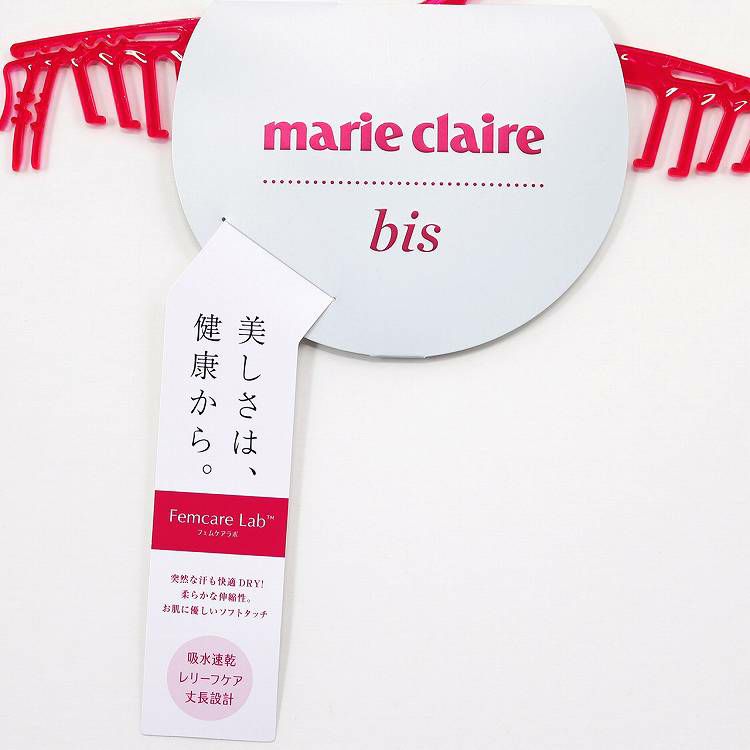 marie claire
bis
美しさは、
健康から。
Femcare Lab™
フェムケアラボ
突然な汗も快適DRY!
柔らかな伸縮性。
お肌に優しいソフトタッチ
吸水速乾
レリーフケア
丈長設計